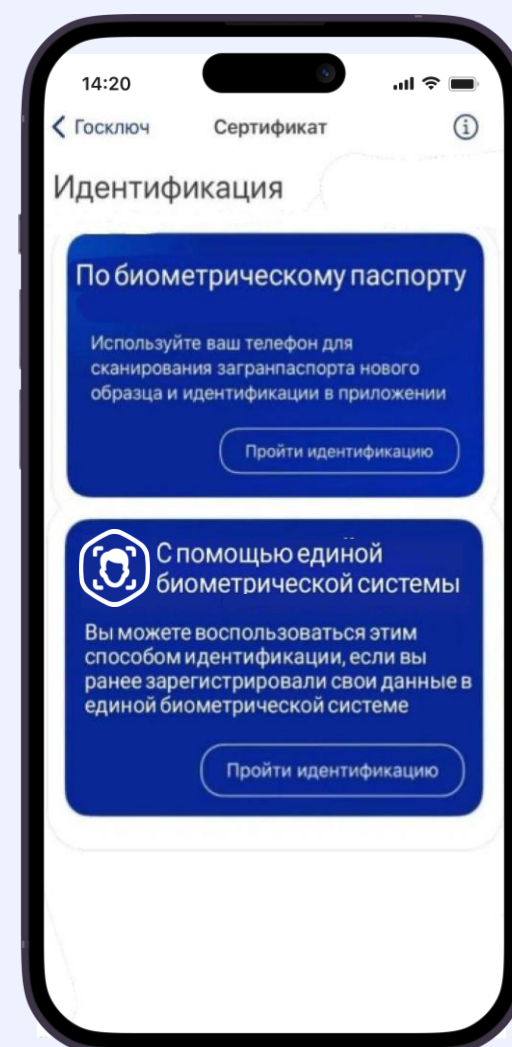 14:20
Госключ
Сертификат
Идентификация
По биометрическому паспорту
Используйте ваш телефон для
сканирования загранпаспорта нового
образца и идентификации в приложении
Пройти идентификацию
С помощью единой
биометрической системы
Вы можете воспользоваться этим
способом идентификации, если вы
ранее зарегистрировали свои данные в
единой биометрической системе
Пройти идентификацию